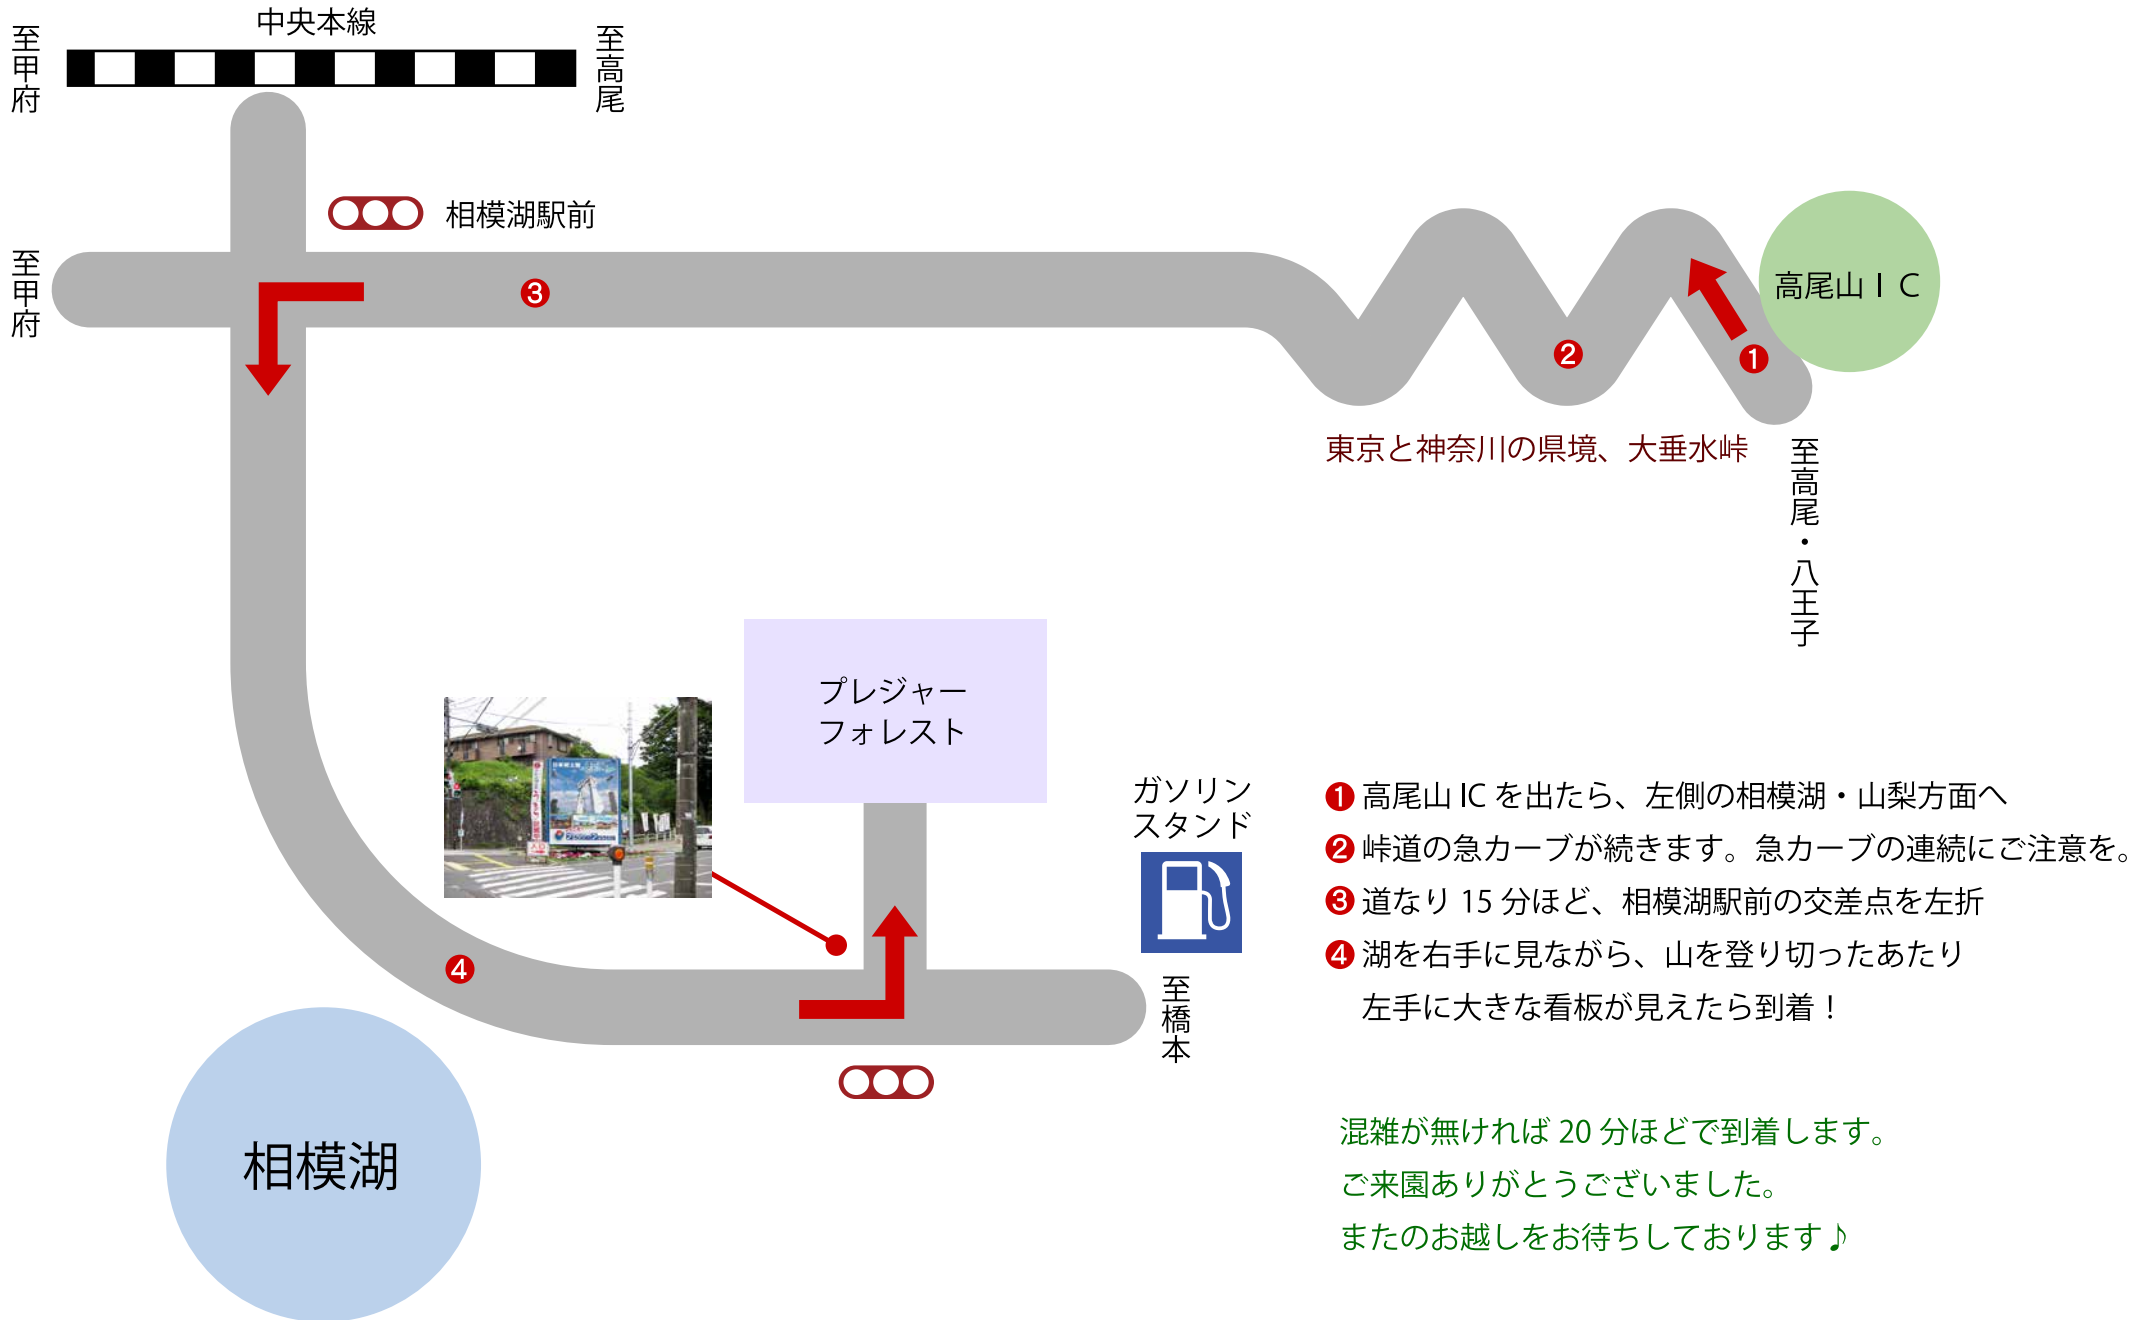 中央本線
至甲府
至高尾
相模湖駅前
至甲府
高尾山IC
❶
❷
❸
東京と神奈川の県境、大垂水峠
至高尾・八王子
プレジャー
フォレスト
ガソリン
スタンド
❹
至橋本
相模湖
❶ 高尾山 IC を出たら、左側の相模湖・山梨方面へ
❷ 峠道の急カーブが続きます。急カーブの連続にご注意を。
❸ 道なり 15 分ほど、相模湖駅前の交差点を左折
❹ 湖を右手に見ながら、山を登り切ったあたり
左手に大きな看板が見えたら到着！
混雑が無ければ 20 分ほどで到着します。
ご来園ありがとうございました。
またのお越しをお待ちしております♪